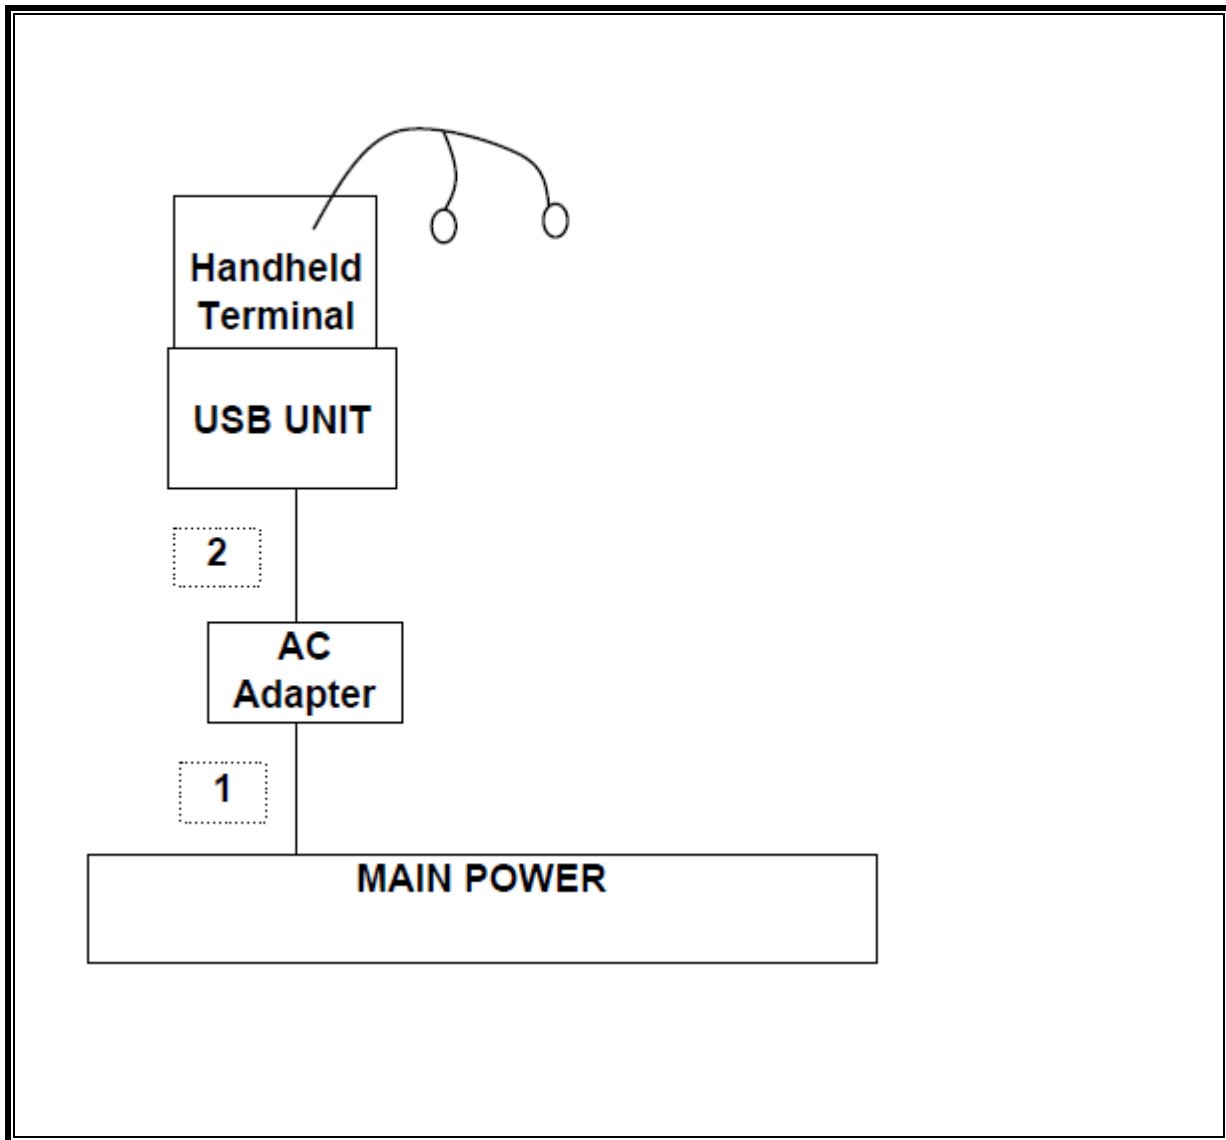 Handheld
Terminal
USB UNIT
2
AC
Adapter
1
MAIN POWER